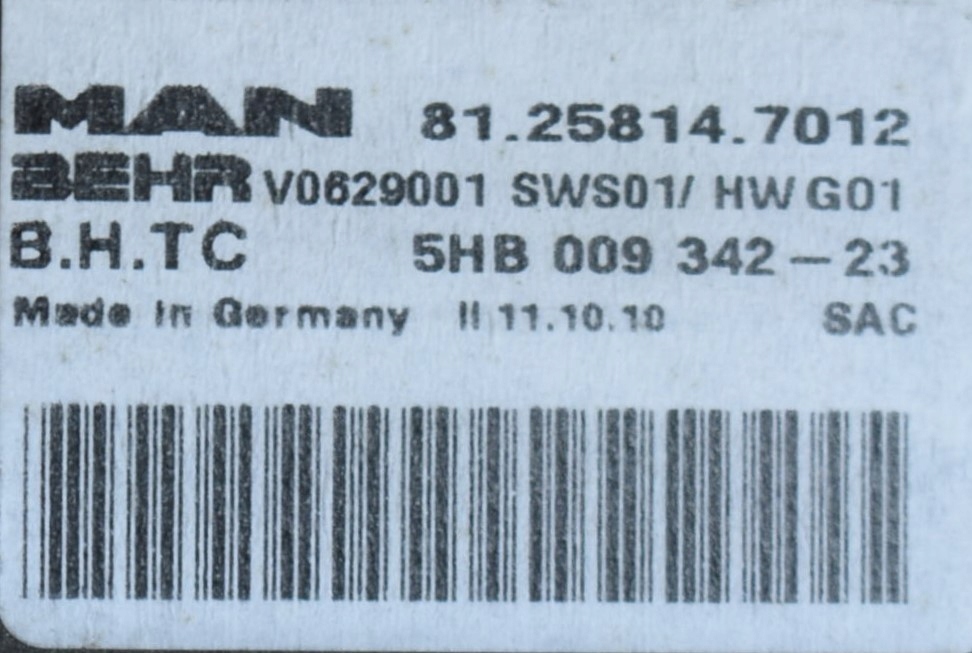 MAN 81.25814.7012
BEHR V0629001 SWS01/ HW G01
B.H.TC 5HB 009 342-23
Made in Germany II 11.10.10 SAC